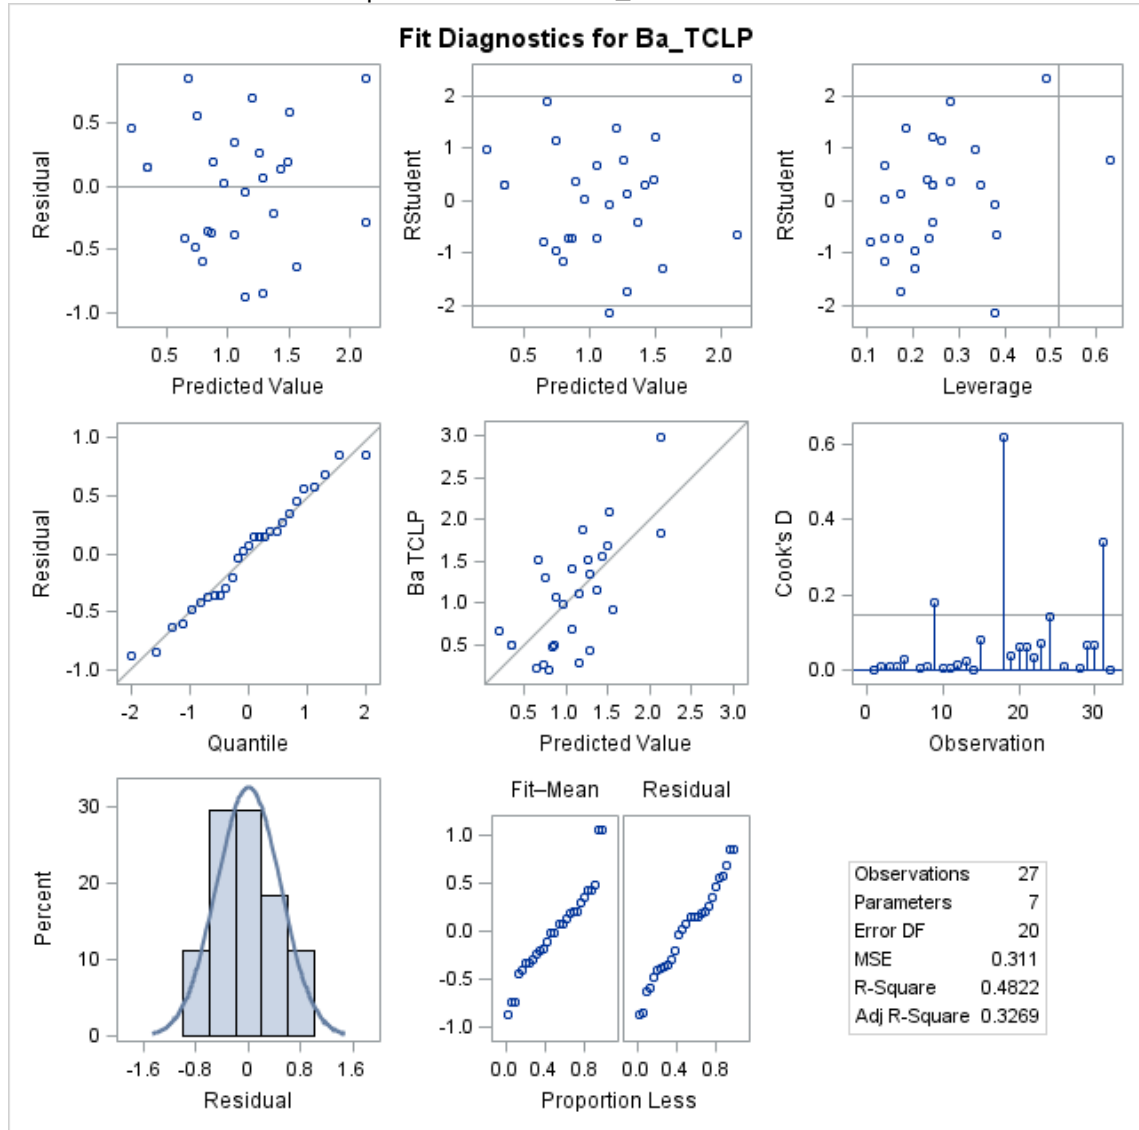 Fit Diagnostics for Ba_TCLP
Residual
0.5
0.0
-0.5
-1.0
0.5 1.0 1.5 2.0
Predicted Value
RStudent
2
1
0
-1
-2
0.5 1.0 1.5 2.0
Predicted Value
RStudent
2
1
0
-1
-2
0.1 0.2 0.3 0.4 0.5 0.6
Leverage
Residual
1.0
0.5
0.0
-0.5
-1.0
-2 -1 0 1 2
Quantile
Ba TCLP
3.0
2.5
2.0
1.5
1.0
0.5
0.5 1.0 1.5 2.0 2.5 3.0
Predicted Value
Cook's D
0.6
0.4
0.2
0.0
0 10 20 30
Observation
Percent
30
20
10
0
-1.6 -0.8 0 0.8 1.6
Residual
Fit–Mean Residual
1.0
0.5
0.0
-0.5
-1.0
0.0 0.4 0.8 0.0 0.4 0.8
Proportion Less
Observations 27
Parameters 7
Error DF 20
MSE 0.311
R-Square 0.4822
Adj R-Square 0.3269